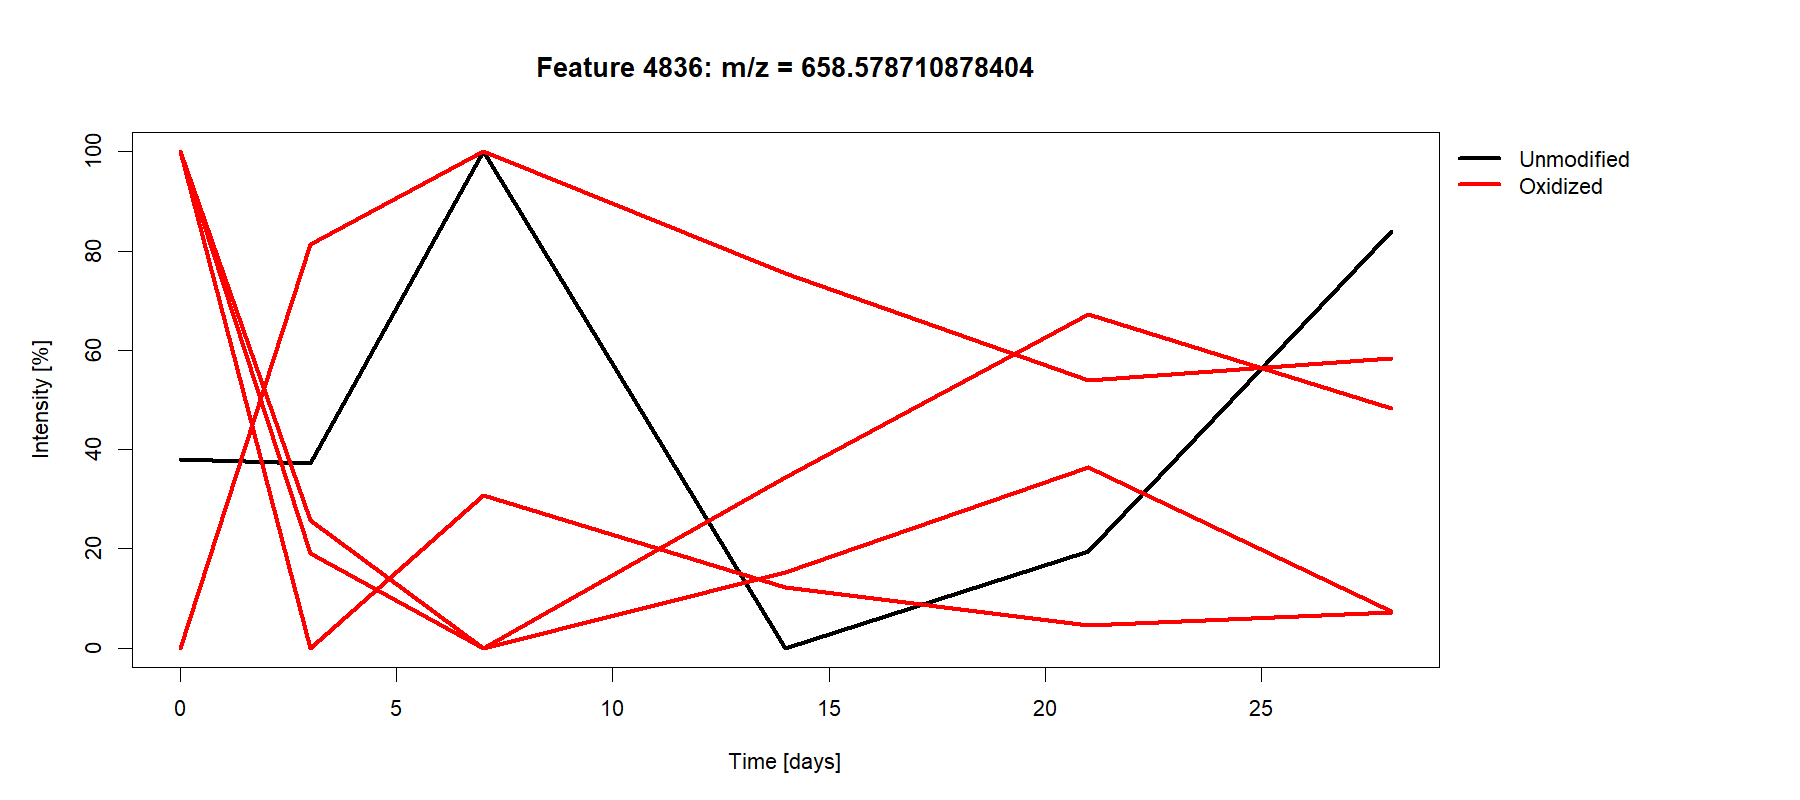 Feature 4836: m/z = 658.578710878404
Unmodified
Oxidized
Intensity [%]
100
80
60
40
20
0
0 5 10 15 20 25
Time [days]